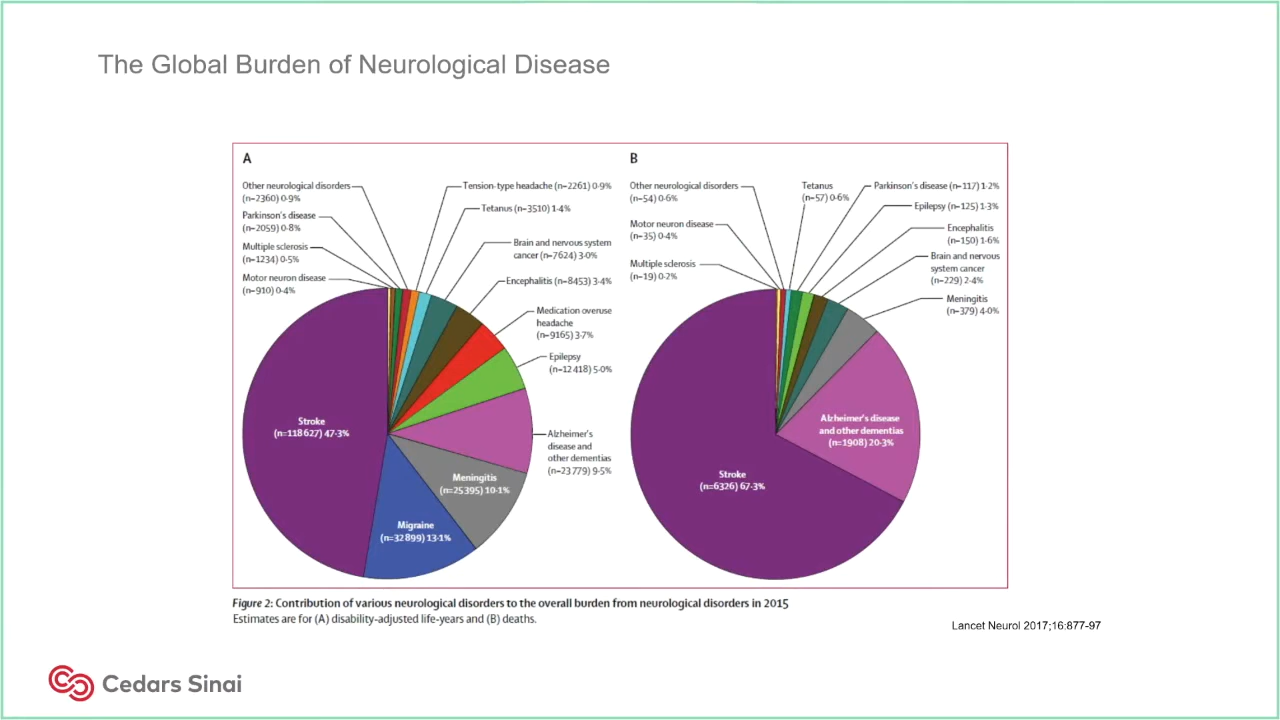 The Global Burden of Neurological Disease
A
Other neurological disorders
(n=2360) 0·9%
Parkinson's disease
(n=2059) 0·8%
Multiple sclerosis
(n=1234) 0·5%
Motor neuron disease
(n=910) 0·4%
Tension-type headache (n=2261) 0·9%
Tetanus (n=3510) 1·4%
Brain and nervous system
cancer (n=7624) 3·0%
Encephalitis (n=8453) 3·4%
Medication overuse
headache
(n=9165) 3·7%
Epilepsy
(n=12 418) 5·0%
Alzheimer's
disease and
other dementias
(n=23 779) 9·5%
Meningitis
(n=25 395) 10·1%
Migraine
(n=32 899) 13·1%
Stroke
(n=118 627) 47·3%
B
Other neurological disorders
(n=54) 0·6%
Motor neuron disease
(n=35) 0·4%
Multiple sclerosis
(n=19) 0·2%
Tetanus
(n=57) 0·6%
Parkinson's disease (n=117) 1·2%
Epilepsy (n=125) 1·3%
Encephalitis
(n=150) 1·6%
Brain and nervous
system cancer
(n=229) 2·4%
Meningitis
(n=379) 4·0%
Alzheimer's disease
and other dementias
(n=1908) 20·3%
Stroke
(n=6326) 67·3%
Figure 2: Contribution of various neurological disorders to the overall burden from neurological disorders in 2015
Estimates are for (A) disability-adjusted life-years and (B) deaths.
Lancet Neurol 2017;16:877-97
Cedars Sinai